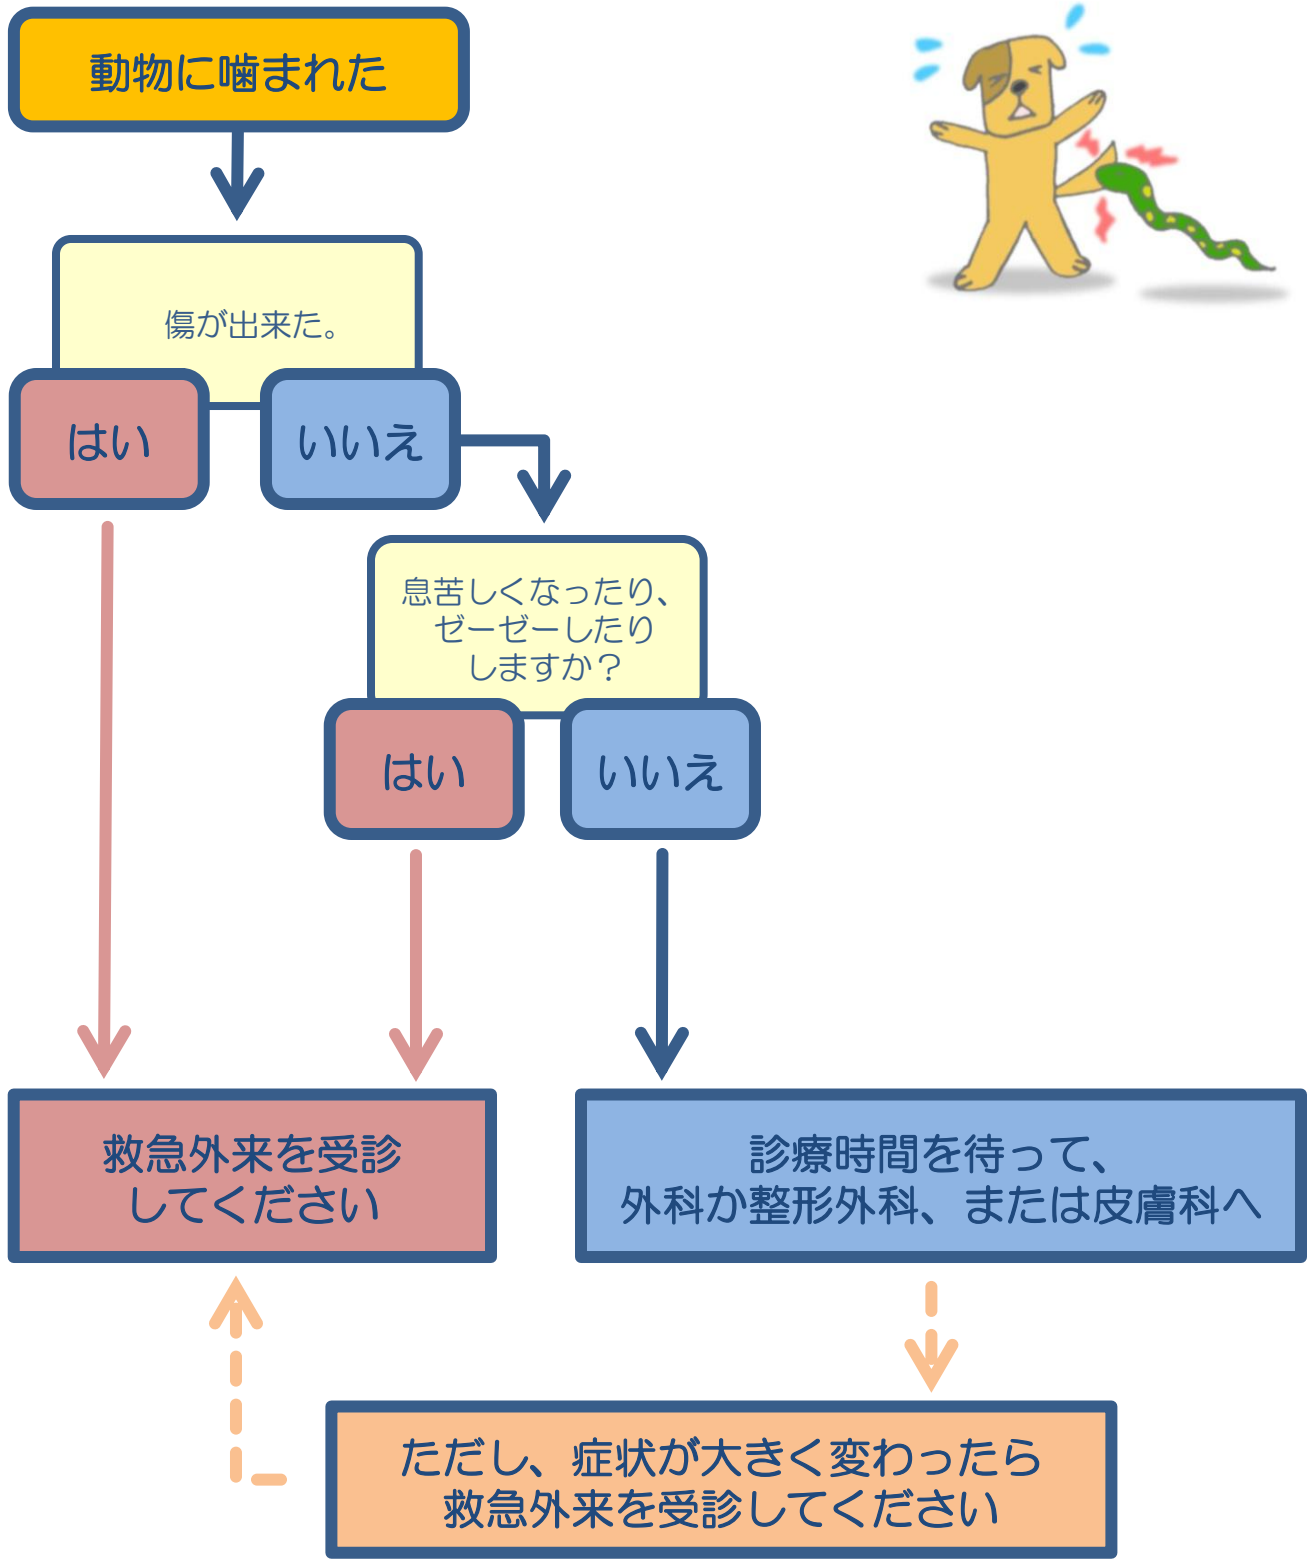 動物に噛まれた
傷が出来た。
はい
いいえ
息苦しくなったり、
ゼーゼーしたり
しますか？
はい
いいえ
救急外来を受診
してください
診療時間を待って、
外科か整形外科、または皮膚科へ
ただし、症状が大きく変わったら
救急外来を受診してください